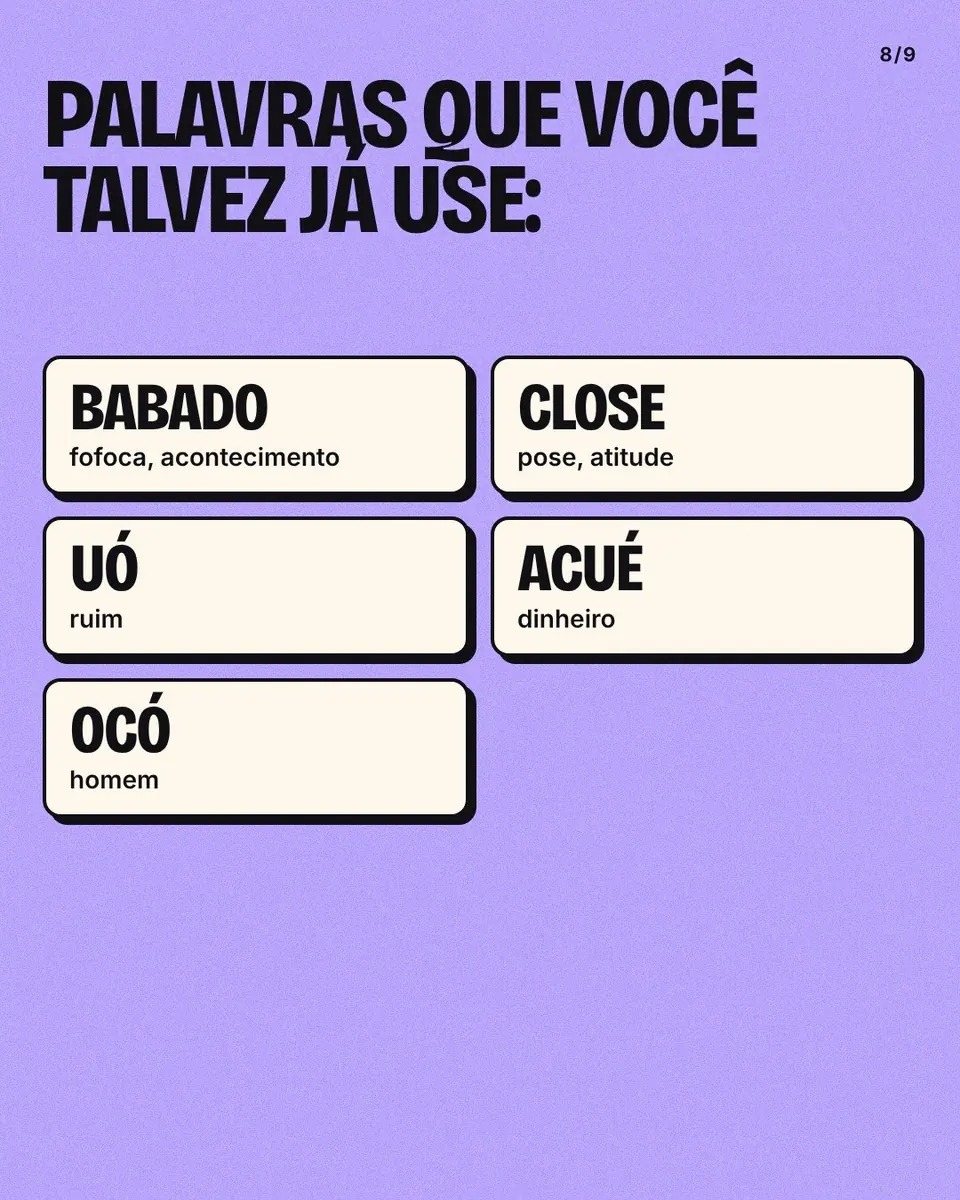 8/9
PALAVRAS QUE VOCÊ
TALVEZ JÁ USE:
BABADO
fofoca, acontecimento
CLOSE
pose, atitude
UÓ
ruim
ACUÉ
dinheiro
OCÓ
homem